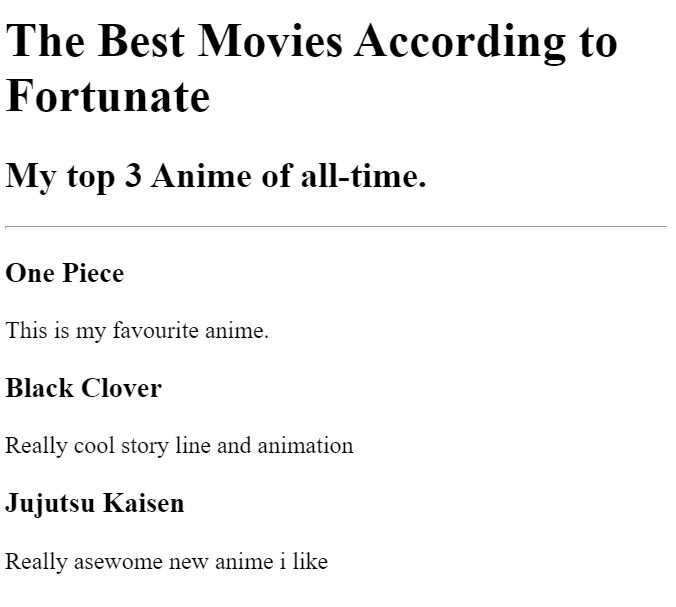 The Best Movies According to
Fortunate
My top 3 Anime of all-time.
One Piece
This is my favourite anime.
Black Clover
Really cool story line and animation
Jujutsu Kaisen
Really asewome new anime i like